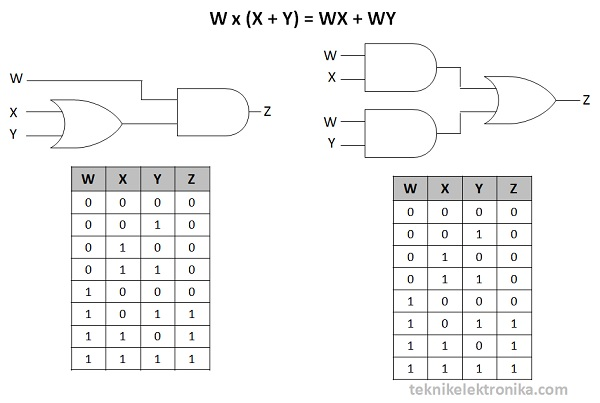 W x (X + Y) = WX + WY
W
X
Y
Z
W
X
W
Y
Z
W X Y Z
0 0 0 0
0 0 1 0
0 1 0 0
0 1 1 0
1 0 0 0
1 0 1 1
1 1 0 1
1 1 1 1
W X Y Z
0 0 0 0
0 0 1 0
0 1 0 0
0 1 1 0
1 0 0 0
1 0 1 1
1 1 0 1
1 1 1 1
teknikelektronika.com